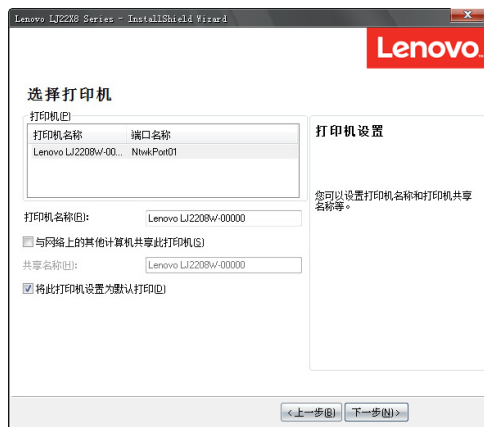 Lenovo LJ22X8 Series - InstallShield Wizard
Lenovo
选择打印机
打印机(P)
打印机名称 端口名称
Lenovo LJ2208W-00... NtwkPort01
打印机名称(R): Lenovo LJ2208W-00000
与网络上的其他计算机共享此打印机(S)
共享名称(H): Lenovo LJ2208W-00000
将此打印机设置为默认打印(D)
打印机设置
您可以设置打印机名称和打印机共享
名称等。
<上一步(B) 下一步(N)>